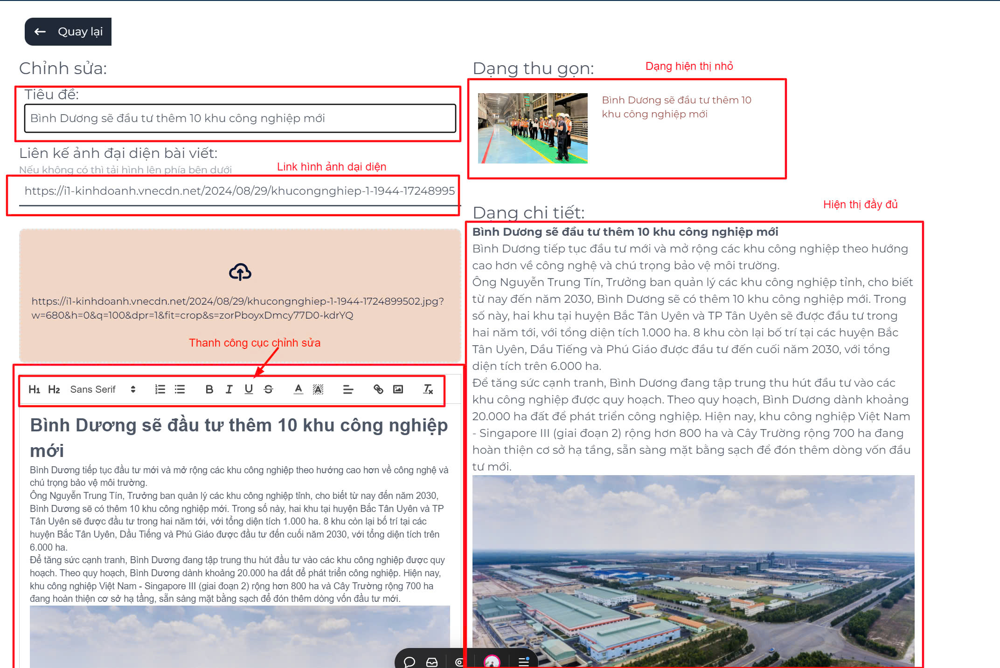 Quay lại
Chỉnh sửa:
Tiêu đề:
Bình Dương sẽ đầu tư thêm 10 khu công nghiệp mới
Liên kế ảnh đại diện bài viết:
Nếu không có thì tải hình lên phía bên dưới
Link hình ảnh dại diện
https://i1-kinhdoanh.vnecdn.net/2024/08/29/khucongnghiep-1-1944-17248995
https://i1-kinhdoanh.vnecdn.net/2024/08/29/khucongnghiep-1-1944-1724899502.jpg?
w=680&h=0&q=100&dpr=1&fit=crop&s=zorPboyxDmcy77D0-kdrYQ
Thanh công cục chỉnh sửa
H1 H2 Sans Serif
Bình Dương sẽ đầu tư thêm 10 khu công nghiệp
mới
Bình Dương tiếp tục đầu tư mới và mở rộng các khu công nghiệp theo hướng cao hơn về công nghệ và
chú trọng bảo vệ môi trường.
Ông Nguyễn Trung Tín, Trưởng ban quản lý các khu công nghiệp tỉnh, cho biết từ nay đến năm 2030,
Bình Dương sẽ có thêm 10 khu công nghiệp mới. Trong số này, hai khu tại huyện Bắc Tân Uyên và TP
Tân Uyên sẽ được đầu tư trong hai năm tới, với tổng diện tích 1.000 ha. 8 khu còn lại bố trí tại các
huyện Bắc Tân Uyên, Dầu Tiếng và Phú Giáo được đầu tư đến cuối năm 2030, với tổng diện tích trên
6.000 ha.
Để tăng sức cạnh tranh, Bình Dương đang tập trung thu hút đầu tư vào các khu công nghiệp được quy
hoạch. Theo quy hoạch, Bình Dương dành khoảng 20.000 ha đất để phát triển công nghiệp. Hiện nay,
khu công nghiệp Việt Nam - Singapore III (giai đoạn 2) rộng hơn 800 ha và Cây Trường rộng 700 ha
đang hoàn thiện cơ sở hạ tầng, sẵn sàng mặt bằng sạch để đón thêm dòng vốn đầu tư mới.
Dạng thu gọn:
Dạng hiện thị nhỏ
Bình Dương sẽ đầu tư thêm 10
khu công nghiệp mới
Hiện thị đầy đủ
Dạng chi tiết:
Bình Dương sẽ đầu tư thêm 10 khu công nghiệp mới
Bình Dương tiếp tục đầu tư mới và mở rộng các khu công nghiệp theo hướng
cao hơn về công nghệ và chú trọng bảo vệ môi trường.
Ông Nguyễn Trung Tín, Trưởng ban quản lý các khu công nghiệp tỉnh, cho biết
từ nay đến năm 2030, Bình Dương sẽ có thêm 10 khu công nghiệp mới. Trong
số này, hai khu tại huyện Bắc Tân Uyên và TP Tân Uyên sẽ được đầu tư trong
hai năm tới, với tổng diện tích 1.000 ha. 8 khu còn lại bố trí tại các huyện Bắc
Tân Uyên, Dầu Tiếng và Phú Giáo được đầu tư đến cuối năm 2030, với tổng
diện tích trên 6.000 ha.
Để tăng sức cạnh tranh, Bình Dương đang tập trung thu hút đầu tư vào các
khu công nghiệp được quy hoạch. Theo quy hoạch, Bình Dương dành khoảng
20.000 ha đất để phát triển công nghiệp. Hiện nay, khu công nghiệp Việt Nam
- Singapore III (giai đoạn 2) rộng hơn 800 ha và Cây Trường rộng 700 ha đang
hoàn thiện cơ sở hạ tầng, sẵn sàng mặt bằng sạch để đón thêm dòng vốn đầu
tư mới.